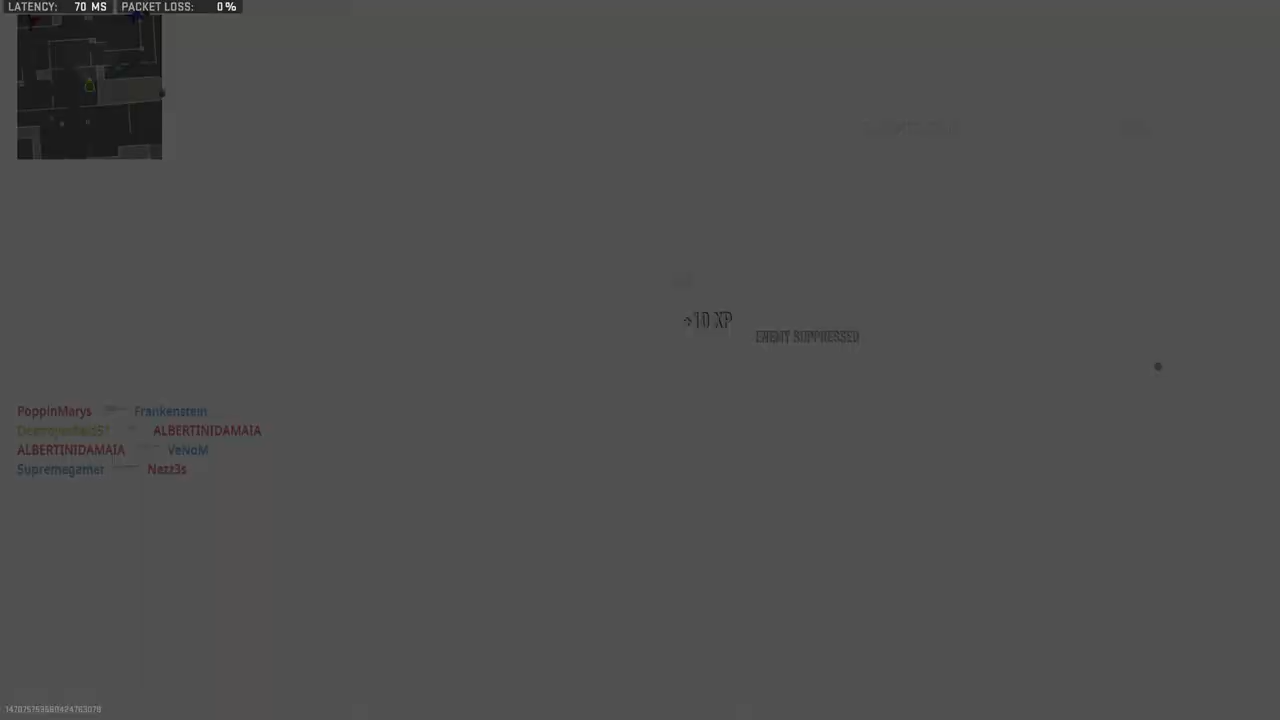 LATENCY: 70 MS PACKET LOSS: 0%
+10 XP
ENEMY SUPPRESSED
PoppinMarys Frankenstein
ALBERTINIDAMAIA
ALBERTINIDAMAIA VeNoM
Supremegamer Nezz3s